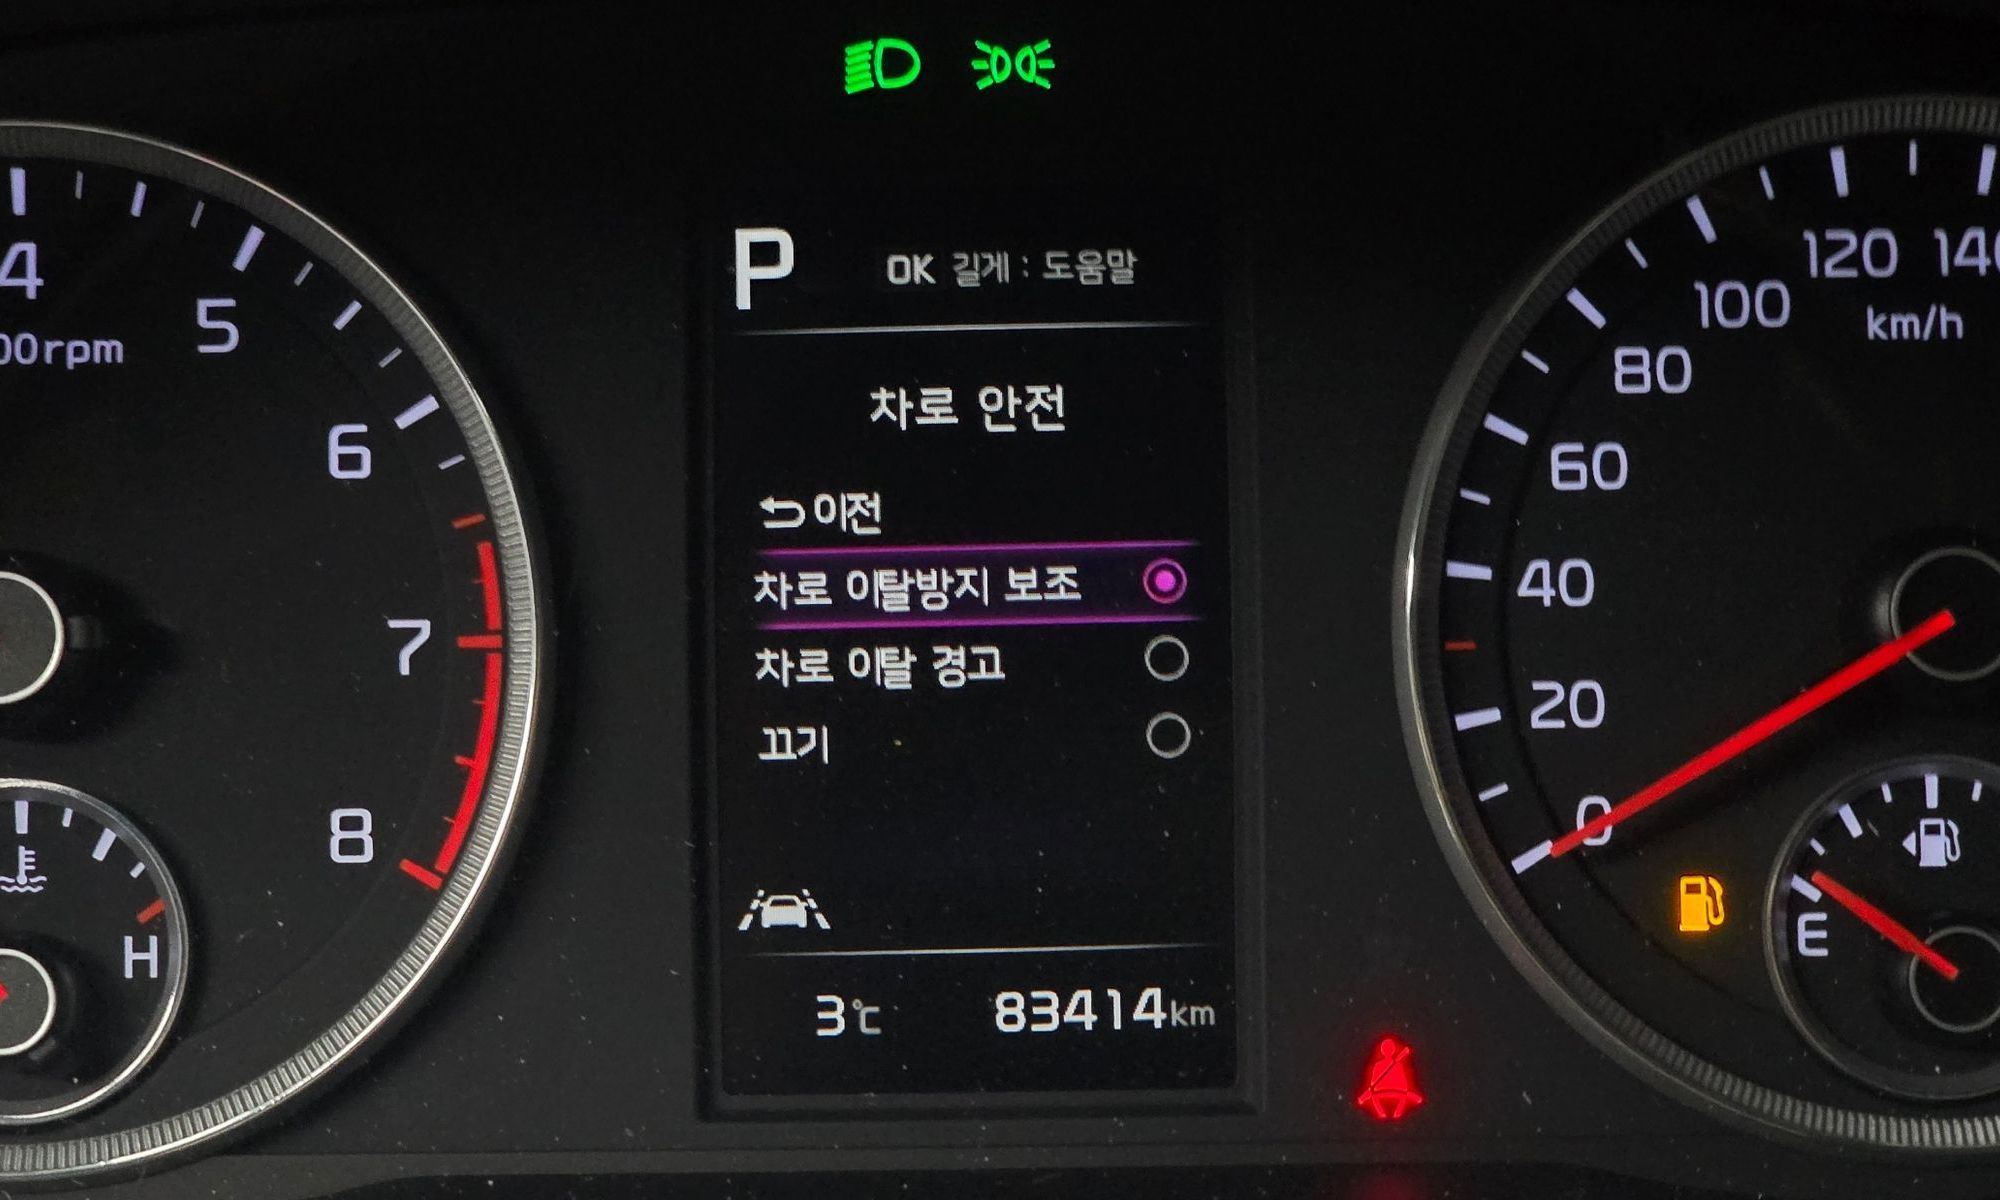 4
5
6
7
8
00rpm
H
P
OK 길게 : 도움말
차로 안전
이전
차로 이탈방지 보조
차로 이탈 경고
끄기
3℃ 83414km
0
20
40
60
80
100
120
km/h
E